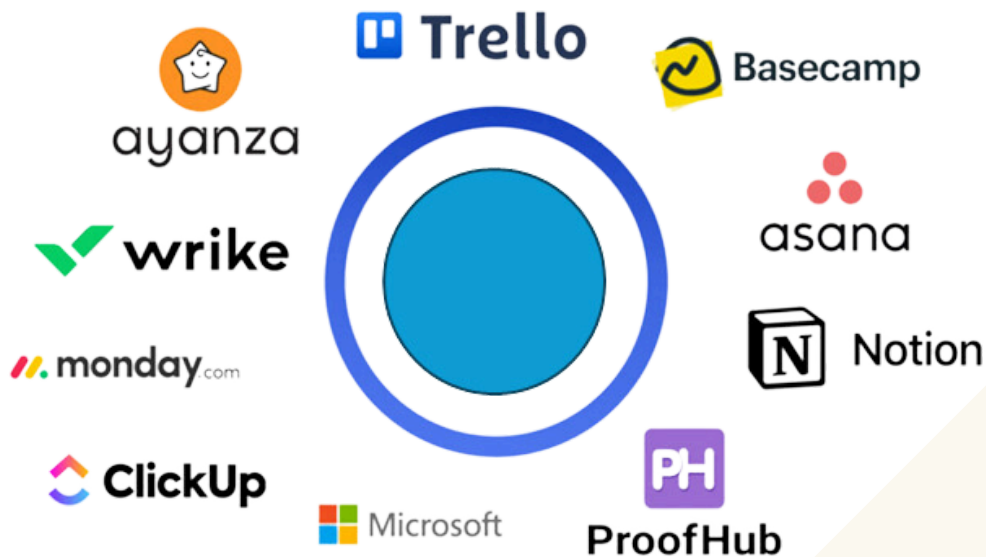 Trello
Basecamp
ayanza
asana
wrike
N Notion
monday.com
PH
ProofHub
ClickUp
Microsoft